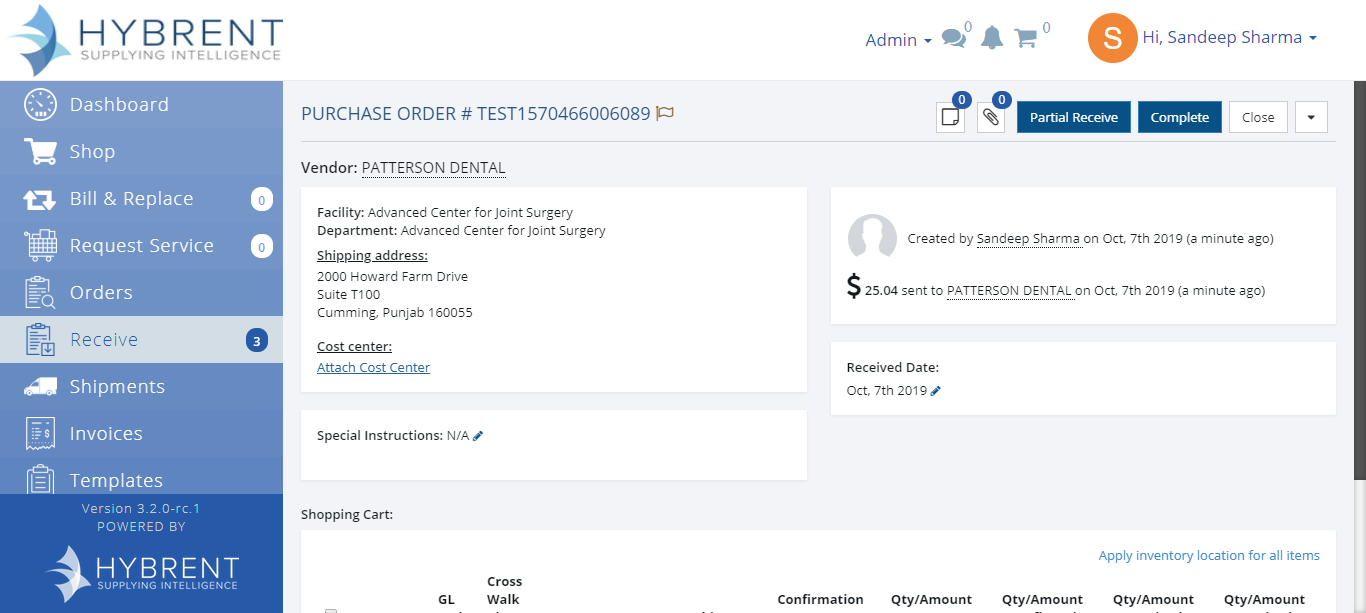 HYBRENT
SUPPLYING INTELLIGENCE
Admin
0
0
S
Hi, Sandeep Sharma
Dashboard
Shop
Bill & Replace
0
Request Service
0
Orders
Receive
3
Shipments
Invoices
Templates
Version 3.2.0-rc.1
POWERED BY
HYBRENT
SUPPLYING INTELLIGENCE
PURCHASE ORDER # TEST1570466006089
0
0
Partial Receive
Complete
Close
Vendor: PATTERSON DENTAL
Facility: Advanced Center for Joint Surgery
Department: Advanced Center for Joint Surgery
Shipping address:
2000 Howard Farm Drive
Suite T100
Cumming, Punjab 160055
Cost center:
Attach Cost Center
Created by Sandeep Sharma on Oct, 7th 2019 (a minute ago)
$ 25.04 sent to PATTERSON DENTAL on Oct, 7th 2019 (a minute ago)
Received Date:
Oct, 7th 2019
Special Instructions: N/A
Shopping Cart:
Apply inventory location for all items
Cross
GL Walk Confirmation Qty/Amount Qty/Amount Qty/Amount Qty/Amount